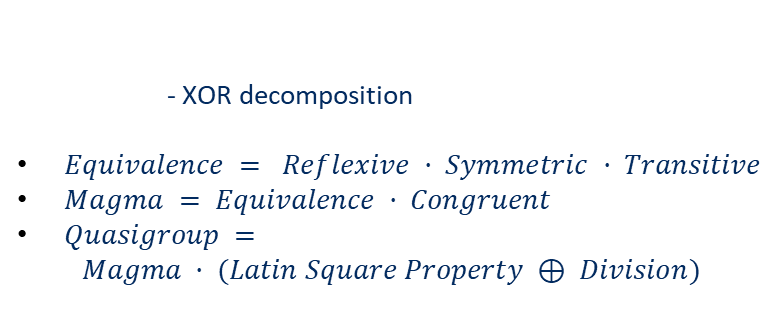 - XOR decomposition
• Equivalence = Reflexive · Symmetric · Transitive
• Magma = Equivalence · Congruent
• Quasigroup =
Magma · (Latin Square Property ⊕ Division)